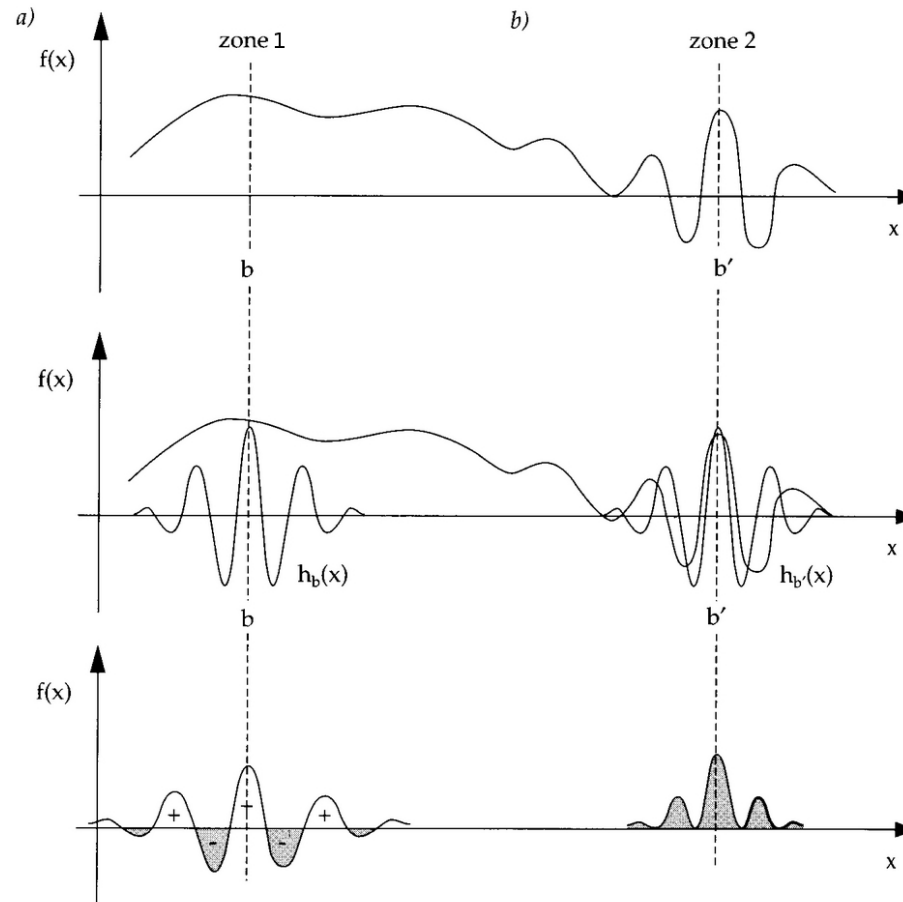 a) b)
zone 1 zone 2
f(x)
x
b b′
f(x)
x
h_b(x) h_b′(x)
b b′
f(x)
+ + +
- -
x